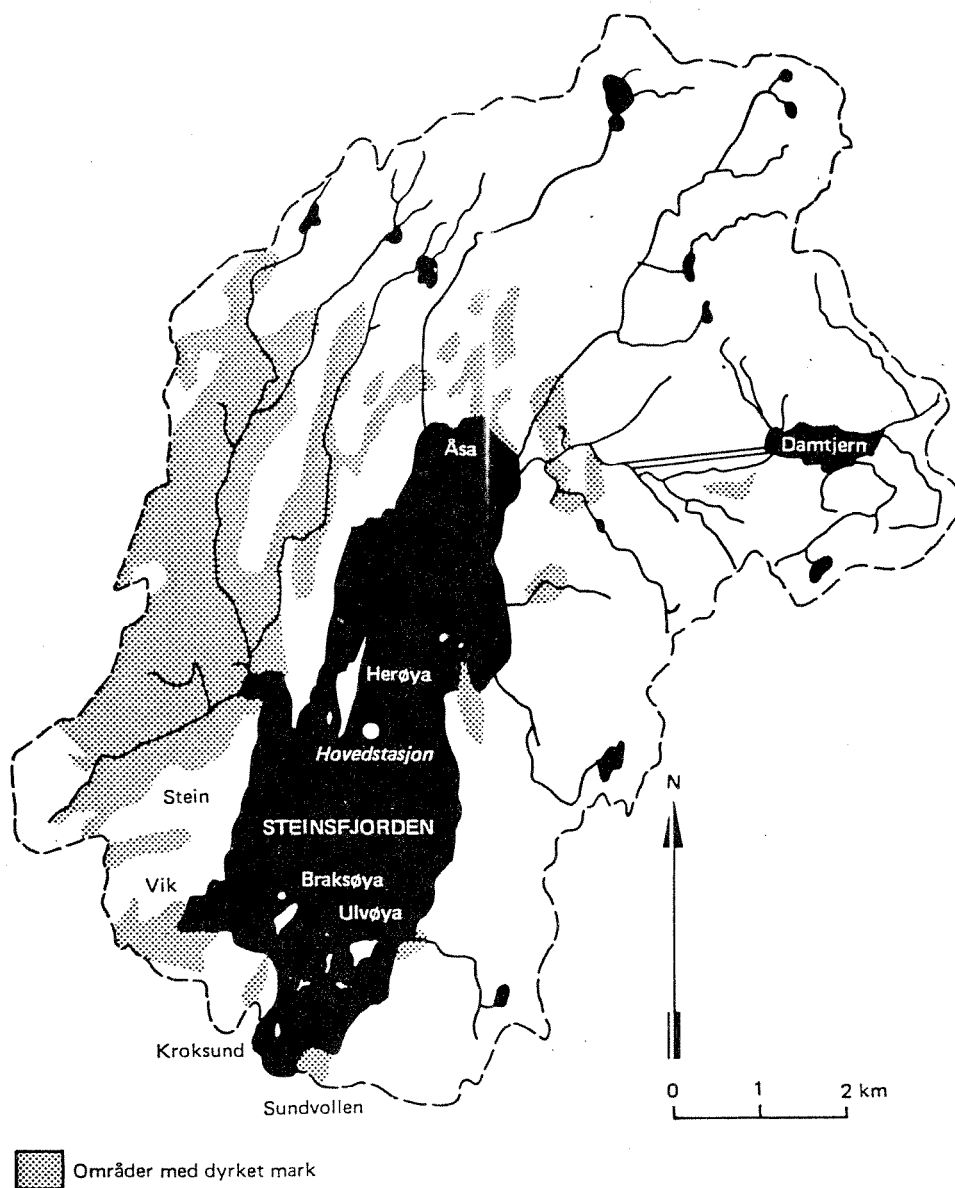 Åsa
Damtjern
Herøya
Hovedstasjon
Stein
STEINSFJORDEN
N
Braksøya
Vik
Ulvøya
Kroksund
0 1 2 km
Sundvollen
Områder med dyrket mark